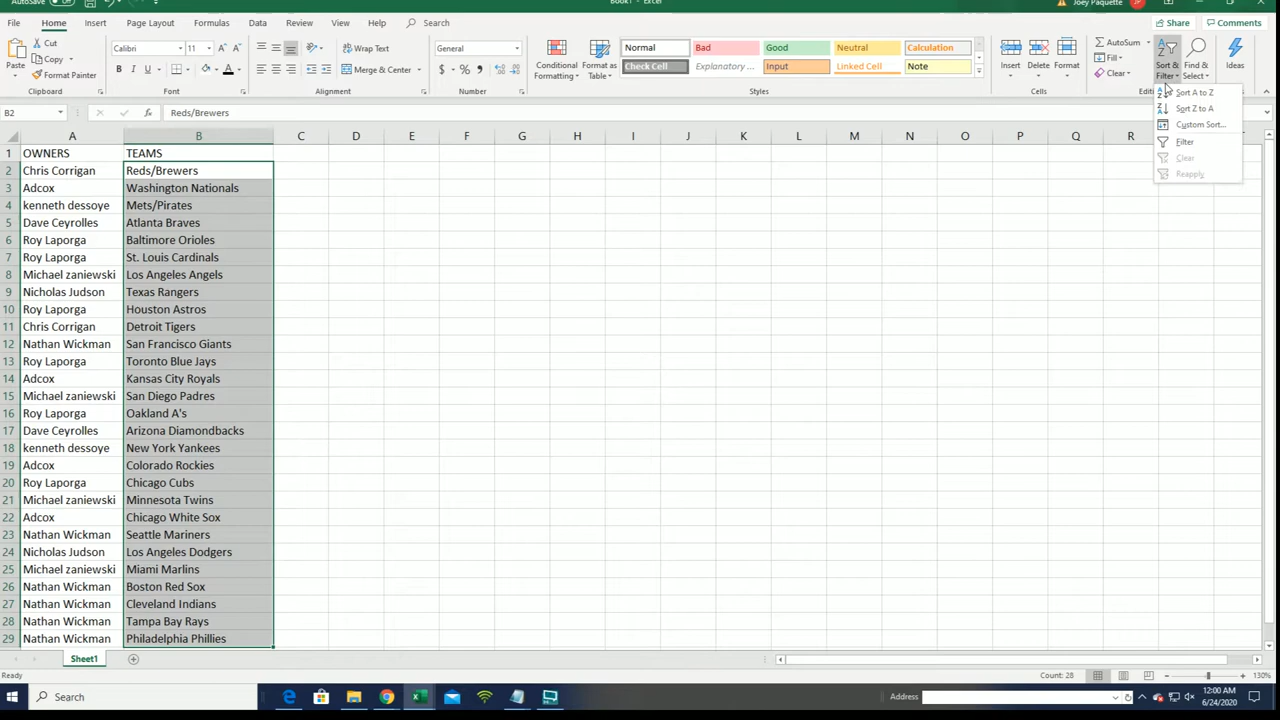 AutoSave Off Book1 - Excel Joey Paquette JP
File Home Insert Page Layout Formulas Data Review View Help Search Share Comments
Paste Cut Copy Format Painter Clipboard
Calibri 11 B I U A Font
Wrap Text Merge & Center Alignment
General $ % Number
Conditional Formatting Format as Table
Normal Bad Good Neutral Calculation
Check Cell Explanatory ... Input Linked Cell Note
Styles
Insert Delete Format Cells
AutoSum Fill Clear Sort & Filter Find & Select Ideas
Sort A to Z
Sort Z to A
Custom Sort...
Filter
Clear
Reapply
B2 fx Reds/Brewers
A B C D E F G H I J K L M N O P Q R
1 OWNERS TEAMS
2 Chris Corrigan Reds/Brewers
3 Adcox Washington Nationals
4 kenneth dessoye Mets/Pirates
5 Dave Ceyrolles Atlanta Braves
6 Roy Laporga Baltimore Orioles
7 Roy Laporga St. Louis Cardinals
8 Michael zaniewski Los Angeles Angels
9 Nicholas Judson Texas Rangers
10 Roy Laporga Houston Astros
11 Chris Corrigan Detroit Tigers
12 Nathan Wickman San Francisco Giants
13 Roy Laporga Toronto Blue Jays
14 Adcox Kansas City Royals
15 Michael zaniewski San Diego Padres
16 Roy Laporga Oakland A's
17 Dave Ceyrolles Arizona Diamondbacks
18 kenneth dessoye New York Yankees
19 Adcox Colorado Rockies
20 Roy Laporga Chicago Cubs
21 Michael zaniewski Minnesota Twins
22 Adcox Chicago White Sox
23 Nathan Wickman Seattle Mariners
24 Nicholas Judson Los Angeles Dodgers
25 Michael zaniewski Miami Marlins
26 Nathan Wickman Boston Red Sox
27 Nathan Wickman Cleveland Indians
28 Nathan Wickman Tampa Bay Rays
29 Nathan Wickman Philadelphia Phillies
Sheet1
Ready Count: 28 130%
Search Address 12:00 AM
6/24/2020